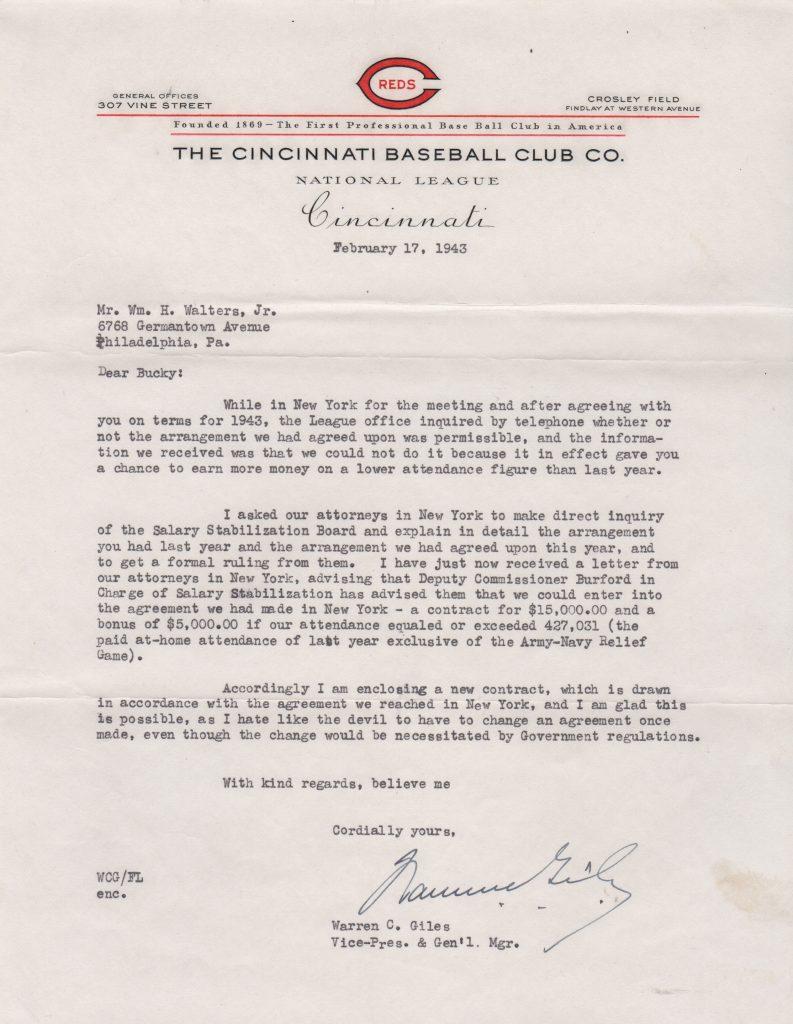 REDS
GENERAL OFFICES
307 VINE STREET
CROSLEY FIELD
FINDLAY AT WESTERN AVENUE
Founded 1869—The First Professional Base Ball Club in America
THE CINCINNATI BASEBALL CLUB CO.
NATIONAL LEAGUE
Cincinnati
February 17, 1943
Mr. Wm. H. Walters, Jr.
6768 Germantown Avenue
Philadelphia, Pa.
Dear Bucky:
While in New York for the meeting and after agreeing with
you on terms for 1943, the League office inquired by telephone whether or
not the arrangement we had agreed upon was permissible, and the informa-
tion we received was that we could not do it because it in effect gave you
a chance to earn more money on a lower attendance figure than last year.
I asked our attorneys in New York to make direct inquiry
of the Salary Stabilization Board and explain in detail the arrangement
you had last year and the arrangement we had agreed upon this year, and
to get a formal ruling from them. I have just now received a letter from
our attorneys in New York, advising that Deputy Commissioner Burford in
Charge of Salary Stabilization has advised them that we could enter into
the agreement we had made in New York - a contract for $15,000.00 and a
bonus of $5,000.00 if our attendance equaled or exceeded 427,031 (the
paid at-home attendance of last year exclusive of the Army-Navy Relief
Game).
Accordingly I am enclosing a new contract, which is drawn
in accordance with the agreement we reached in New York, and I am glad this
is possible, as I hate like the devil to have to change an agreement once
made, even though the change would be necessitated by Government regulations.
With kind regards, believe me
Cordially yours,
Warren Giles
WCG/FL
enc.
Warren C. Giles
Vice-Pres. & Gen'l. Mgr.